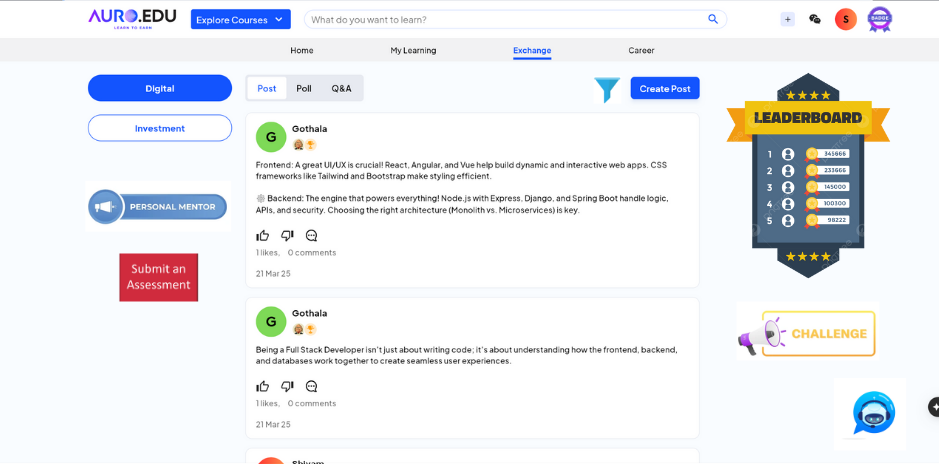 AURO.EDU
LEARN TO EARN
Explore Courses
What do you want to learn?
S
BADGE
Home
My Learning
Exchange
Career
Digital
Investment
PERSONAL MENTOR
Submit an
Assessment
Post
Poll
Q&A
Create Post
G
Gothala
Frontend: A great UI/UX is crucial! React, Angular, and Vue help build dynamic and interactive web apps. CSS
frameworks like Tailwind and Bootstrap make styling efficient.
Backend: The engine that powers everything! Node.js with Express, Django, and Spring Boot handle logic,
APIs, and security. Choosing the right architecture (Monolith vs. Microservices) is key.
1 likes, 0 comments
21 Mar 25
G
Gothala
Being a Full Stack Developer isn't just about writing code; it's about understanding how the frontend, backend,
and databases work together to create seamless user experiences.
1 likes, 0 comments
21 Mar 25
Shivam
LEADERBOARD
1 345666
2 233666
3 145000
4 100300
5 98222
CHALLENGE